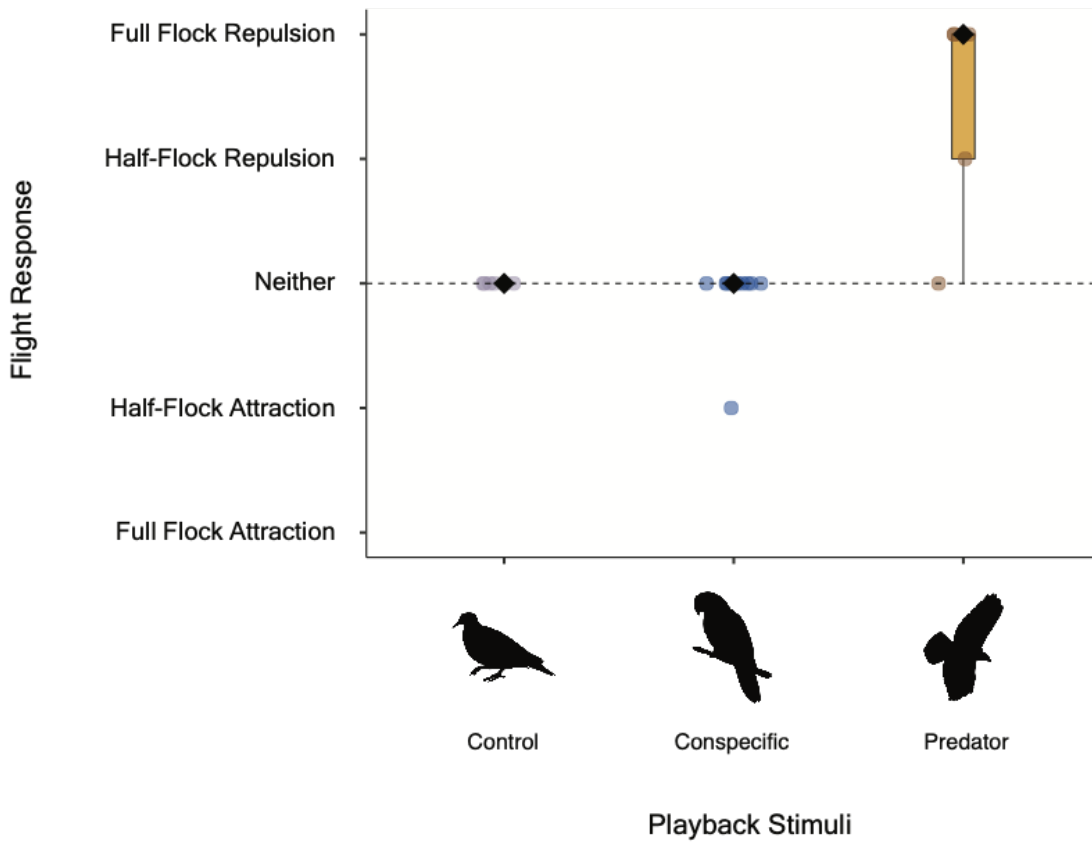 Full Flock Repulsion
Half-Flock Repulsion
Neither
Half-Flock Attraction
Full Flock Attraction
Flight Response
Control
Conspecific
Predator
Playback Stimuli